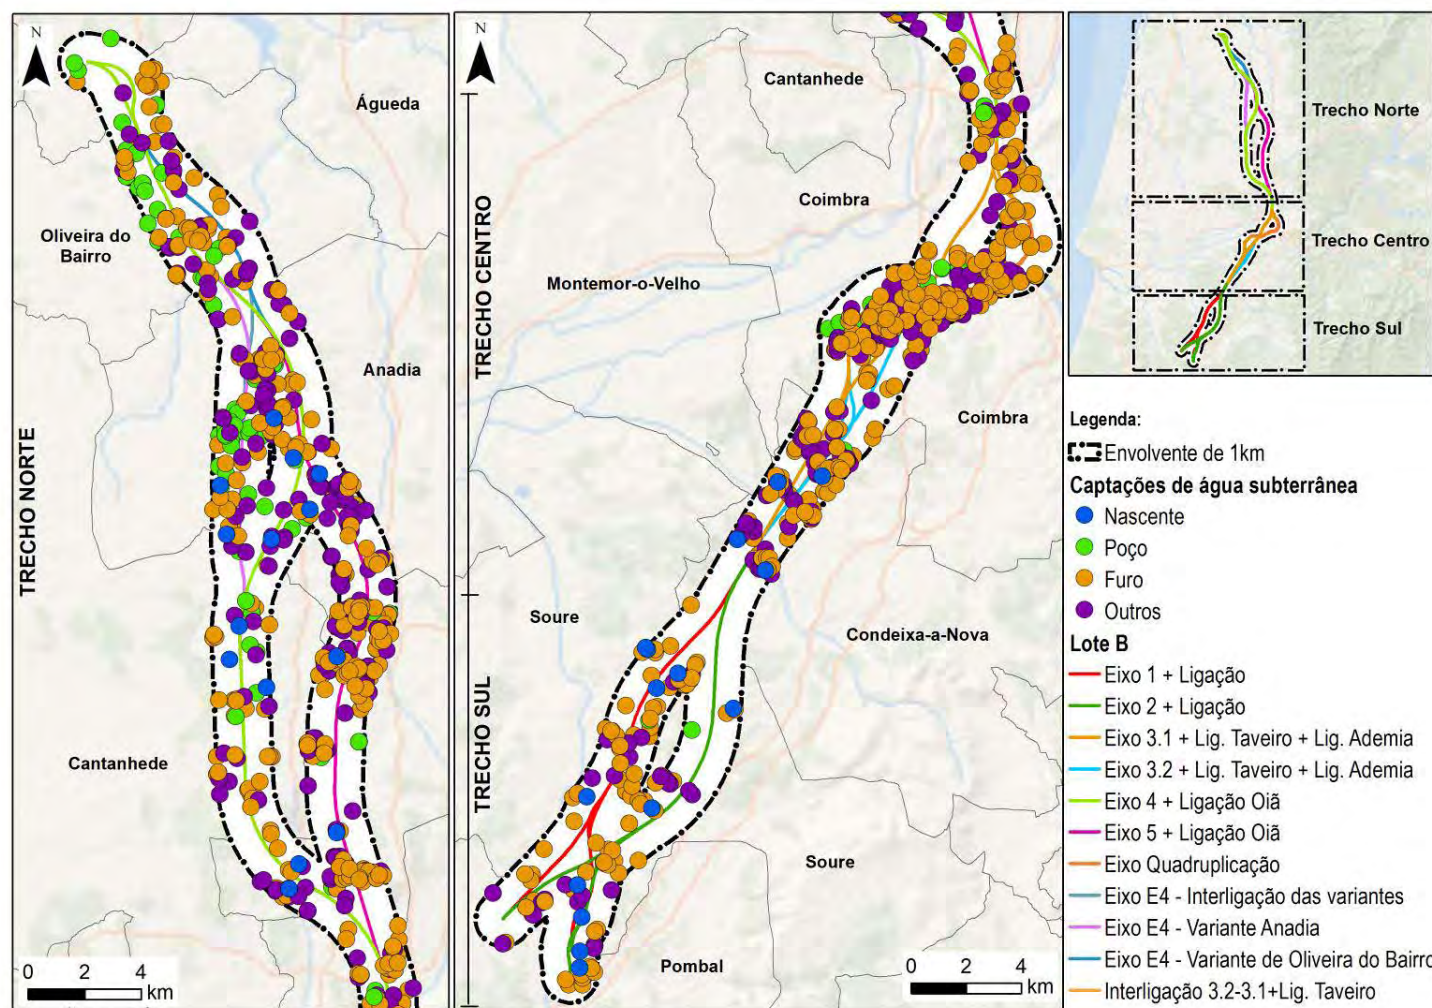 N
Águeda
Oliveira do
Bairro
Anadia
Cantanhede
TRECHO NORTE
0 2 4
km
N
Cantanhede
Coimbra
Montemor-o-Velho
Coimbra
Soure
Condeixa-a-Nova
Soure
Pombal
TRECHO CENTRO
TRECHO SUL
0 2 4
km
Trecho Norte
Trecho Centro
Trecho Sul
Legenda:
Envolvente de 1km
Captações de água subterrânea
Nascente
Poço
Furo
Outros
Lote B
Eixo 1 + Ligação
Eixo 2 + Ligação
Eixo 3.1 + Lig. Taveiro + Lig. Ademia
Eixo 3.2 + Lig. Taveiro + Lig. Ademia
Eixo 4 + Ligação Oiã
Eixo 5 + Ligação Oiã
Eixo Quadruplicação
Eixo E4 - Interligação das variantes
Eixo E4 - Variante Anadia
Eixo E4 - Variante de Oliveira do Bairro
Interligação 3.2-3.1+Lig. Taveiro